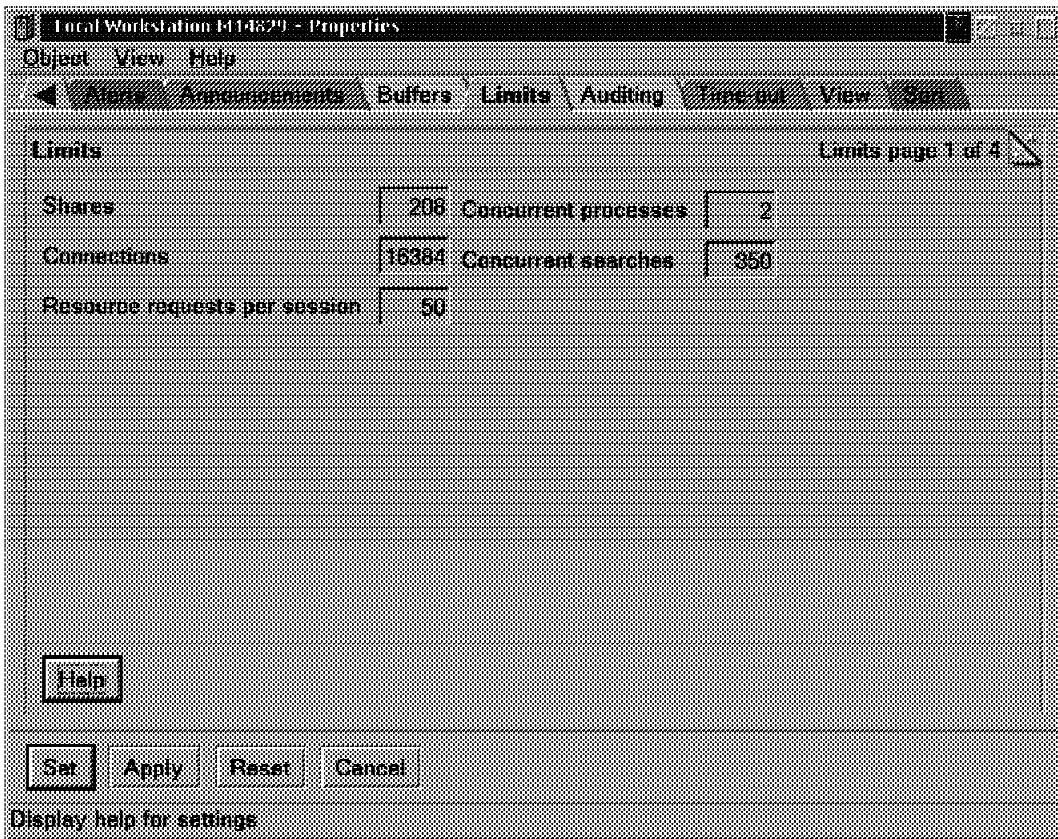 Local Workstation M14829 - Properties
Object View Help
Alerts Announcements Buffers Limits Auditing Time-out View Sort
Limits Limits page 1 of 4
Shares 208 Concurrent processes 2
Connections 16384 Concurrent searches 350
Resource requests per session 50
Help
Set Apply Reset Cancel
Display help for settings